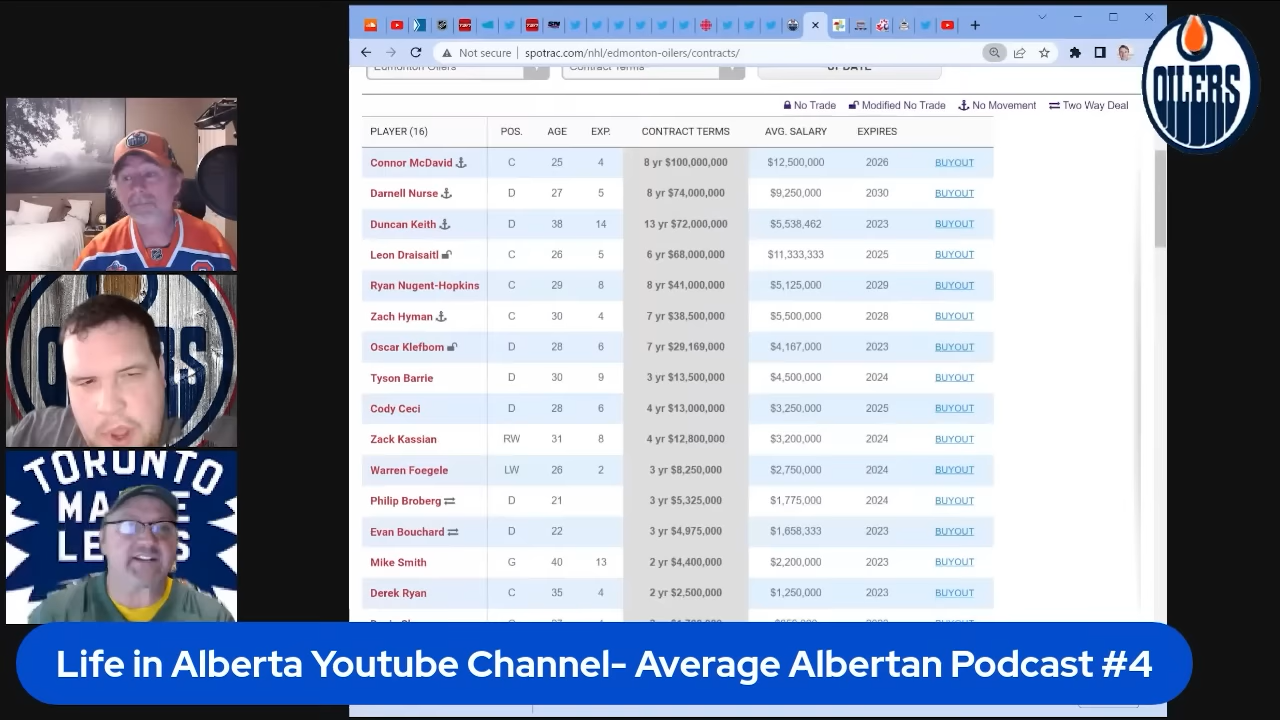 Not secure | spotrac.com/nhl/edmonton-oilers/contracts/
Edmonton Oilers Contract Terms UPDATE
No Trade Modified No Trade No Movement Two Way Deal
PLAYER (16) POS. AGE EXP. CONTRACT TERMS AVG. SALARY EXPIRES
Connor McDavid C 25 4 8 yr $100,000,000 $12,500,000 2026 BUYOUT
Darnell Nurse D 27 5 8 yr $74,000,000 $9,250,000 2030 BUYOUT
Duncan Keith D 38 14 13 yr $72,000,000 $5,538,462 2023 BUYOUT
Leon Draisaitl C 26 5 6 yr $68,000,000 $11,333,333 2025 BUYOUT
Ryan Nugent-Hopkins C 29 8 8 yr $41,000,000 $5,125,000 2029 BUYOUT
Zach Hyman C 30 4 7 yr $38,500,000 $5,500,000 2028 BUYOUT
Oscar Klefbom D 28 6 7 yr $29,169,000 $4,167,000 2023 BUYOUT
Tyson Barrie D 30 9 3 yr $13,500,000 $4,500,000 2024 BUYOUT
Cody Ceci D 28 6 4 yr $13,000,000 $3,250,000 2025 BUYOUT
Zack Kassian RW 31 8 4 yr $12,800,000 $3,200,000 2024 BUYOUT
Warren Foegele LW 26 2 3 yr $8,250,000 $2,750,000 2024 BUYOUT
Philip Broberg D 21 3 yr $5,325,000 $1,775,000 2024 BUYOUT
Evan Bouchard D 22 3 yr $4,975,000 $1,658,333 2023 BUYOUT
Mike Smith G 40 13 2 yr $4,400,000 $2,200,000 2023 BUYOUT
Derek Ryan C 35 4 2 yr $2,500,000 $1,250,000 2023 BUYOUT
OILERS
TORONTO
MA E
LE S
Life in Alberta Youtube Channel- Average Albertan Podcast #4